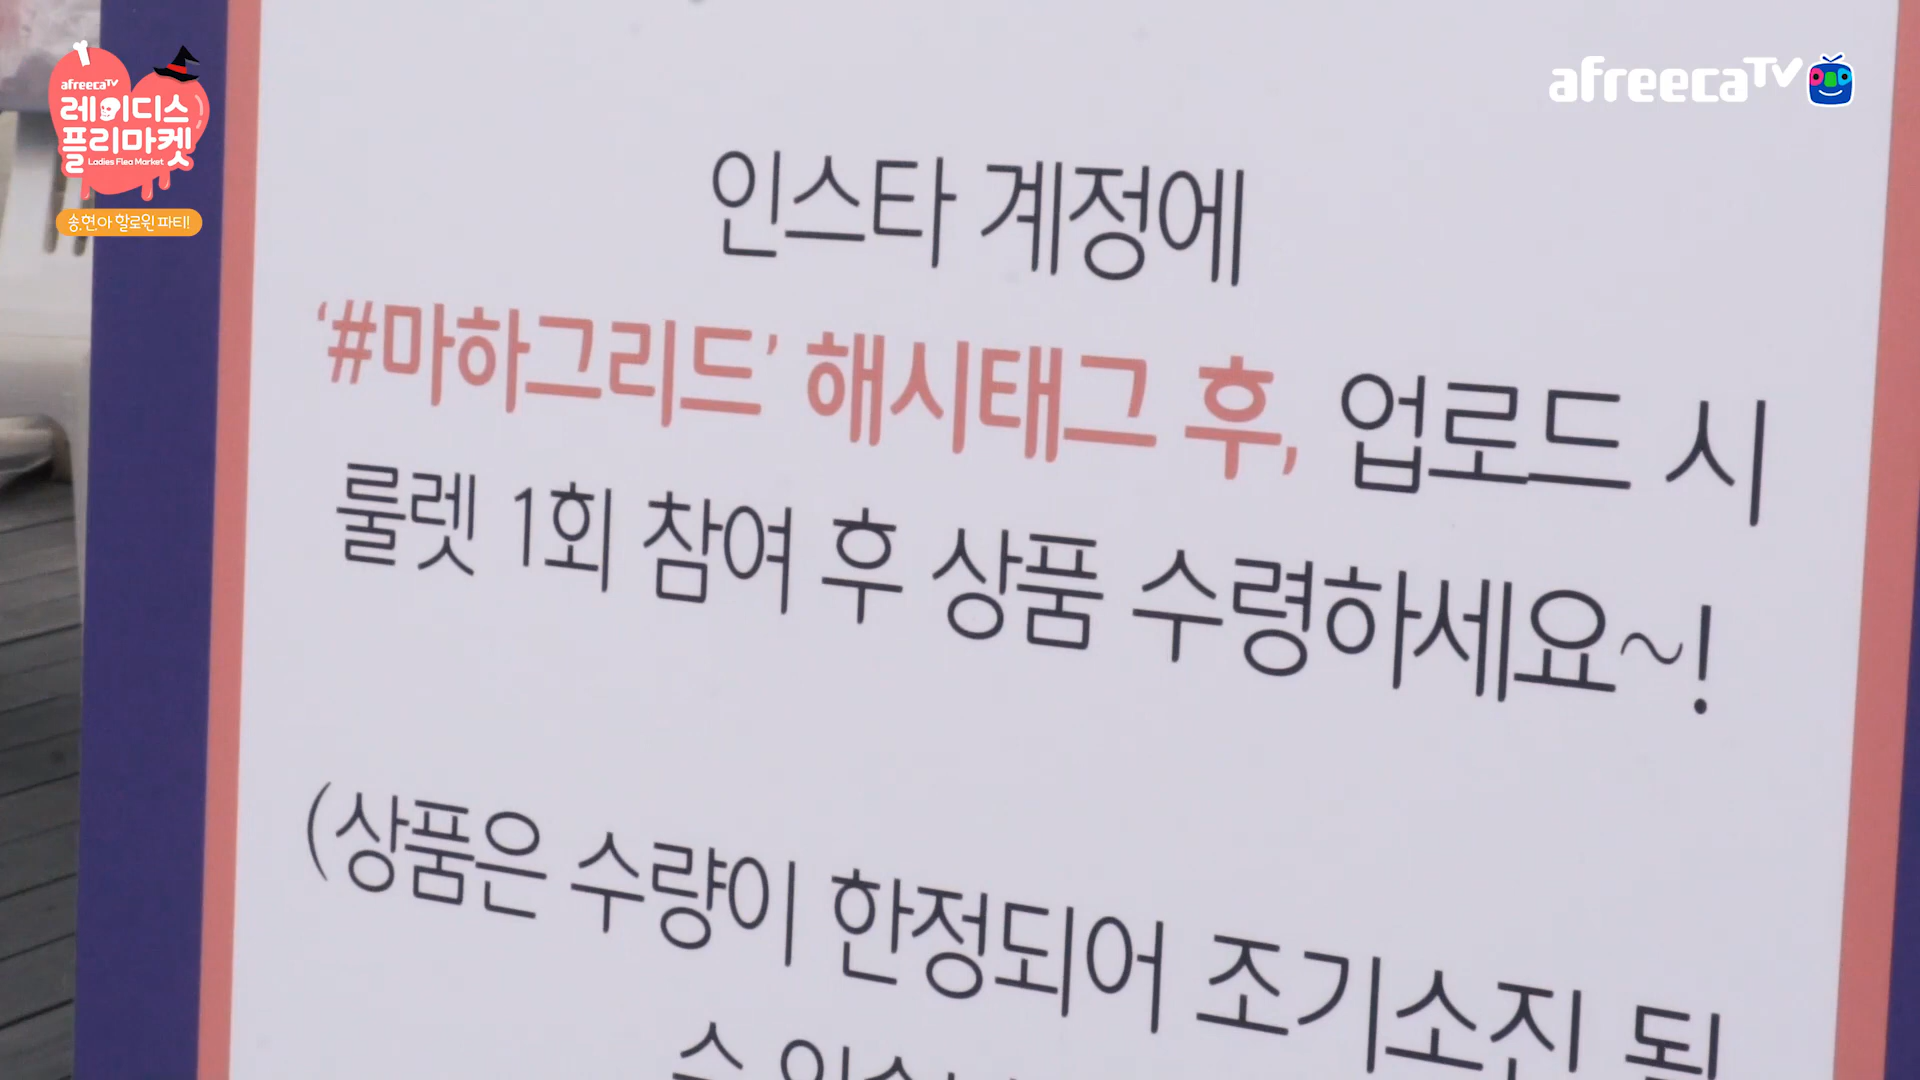 afreecaTV
레이디스
플리마켓
Ladies Flea Market
송.현.아 할로윈 파티!
afreecaTV
인스타 계정에
‘#마하그리드’ 해시태그 후, 업로드 시
룰렛 1회 참여 후 상품 수령하세요~!
(상품은 수량이 한정되어 조기소진 될
수